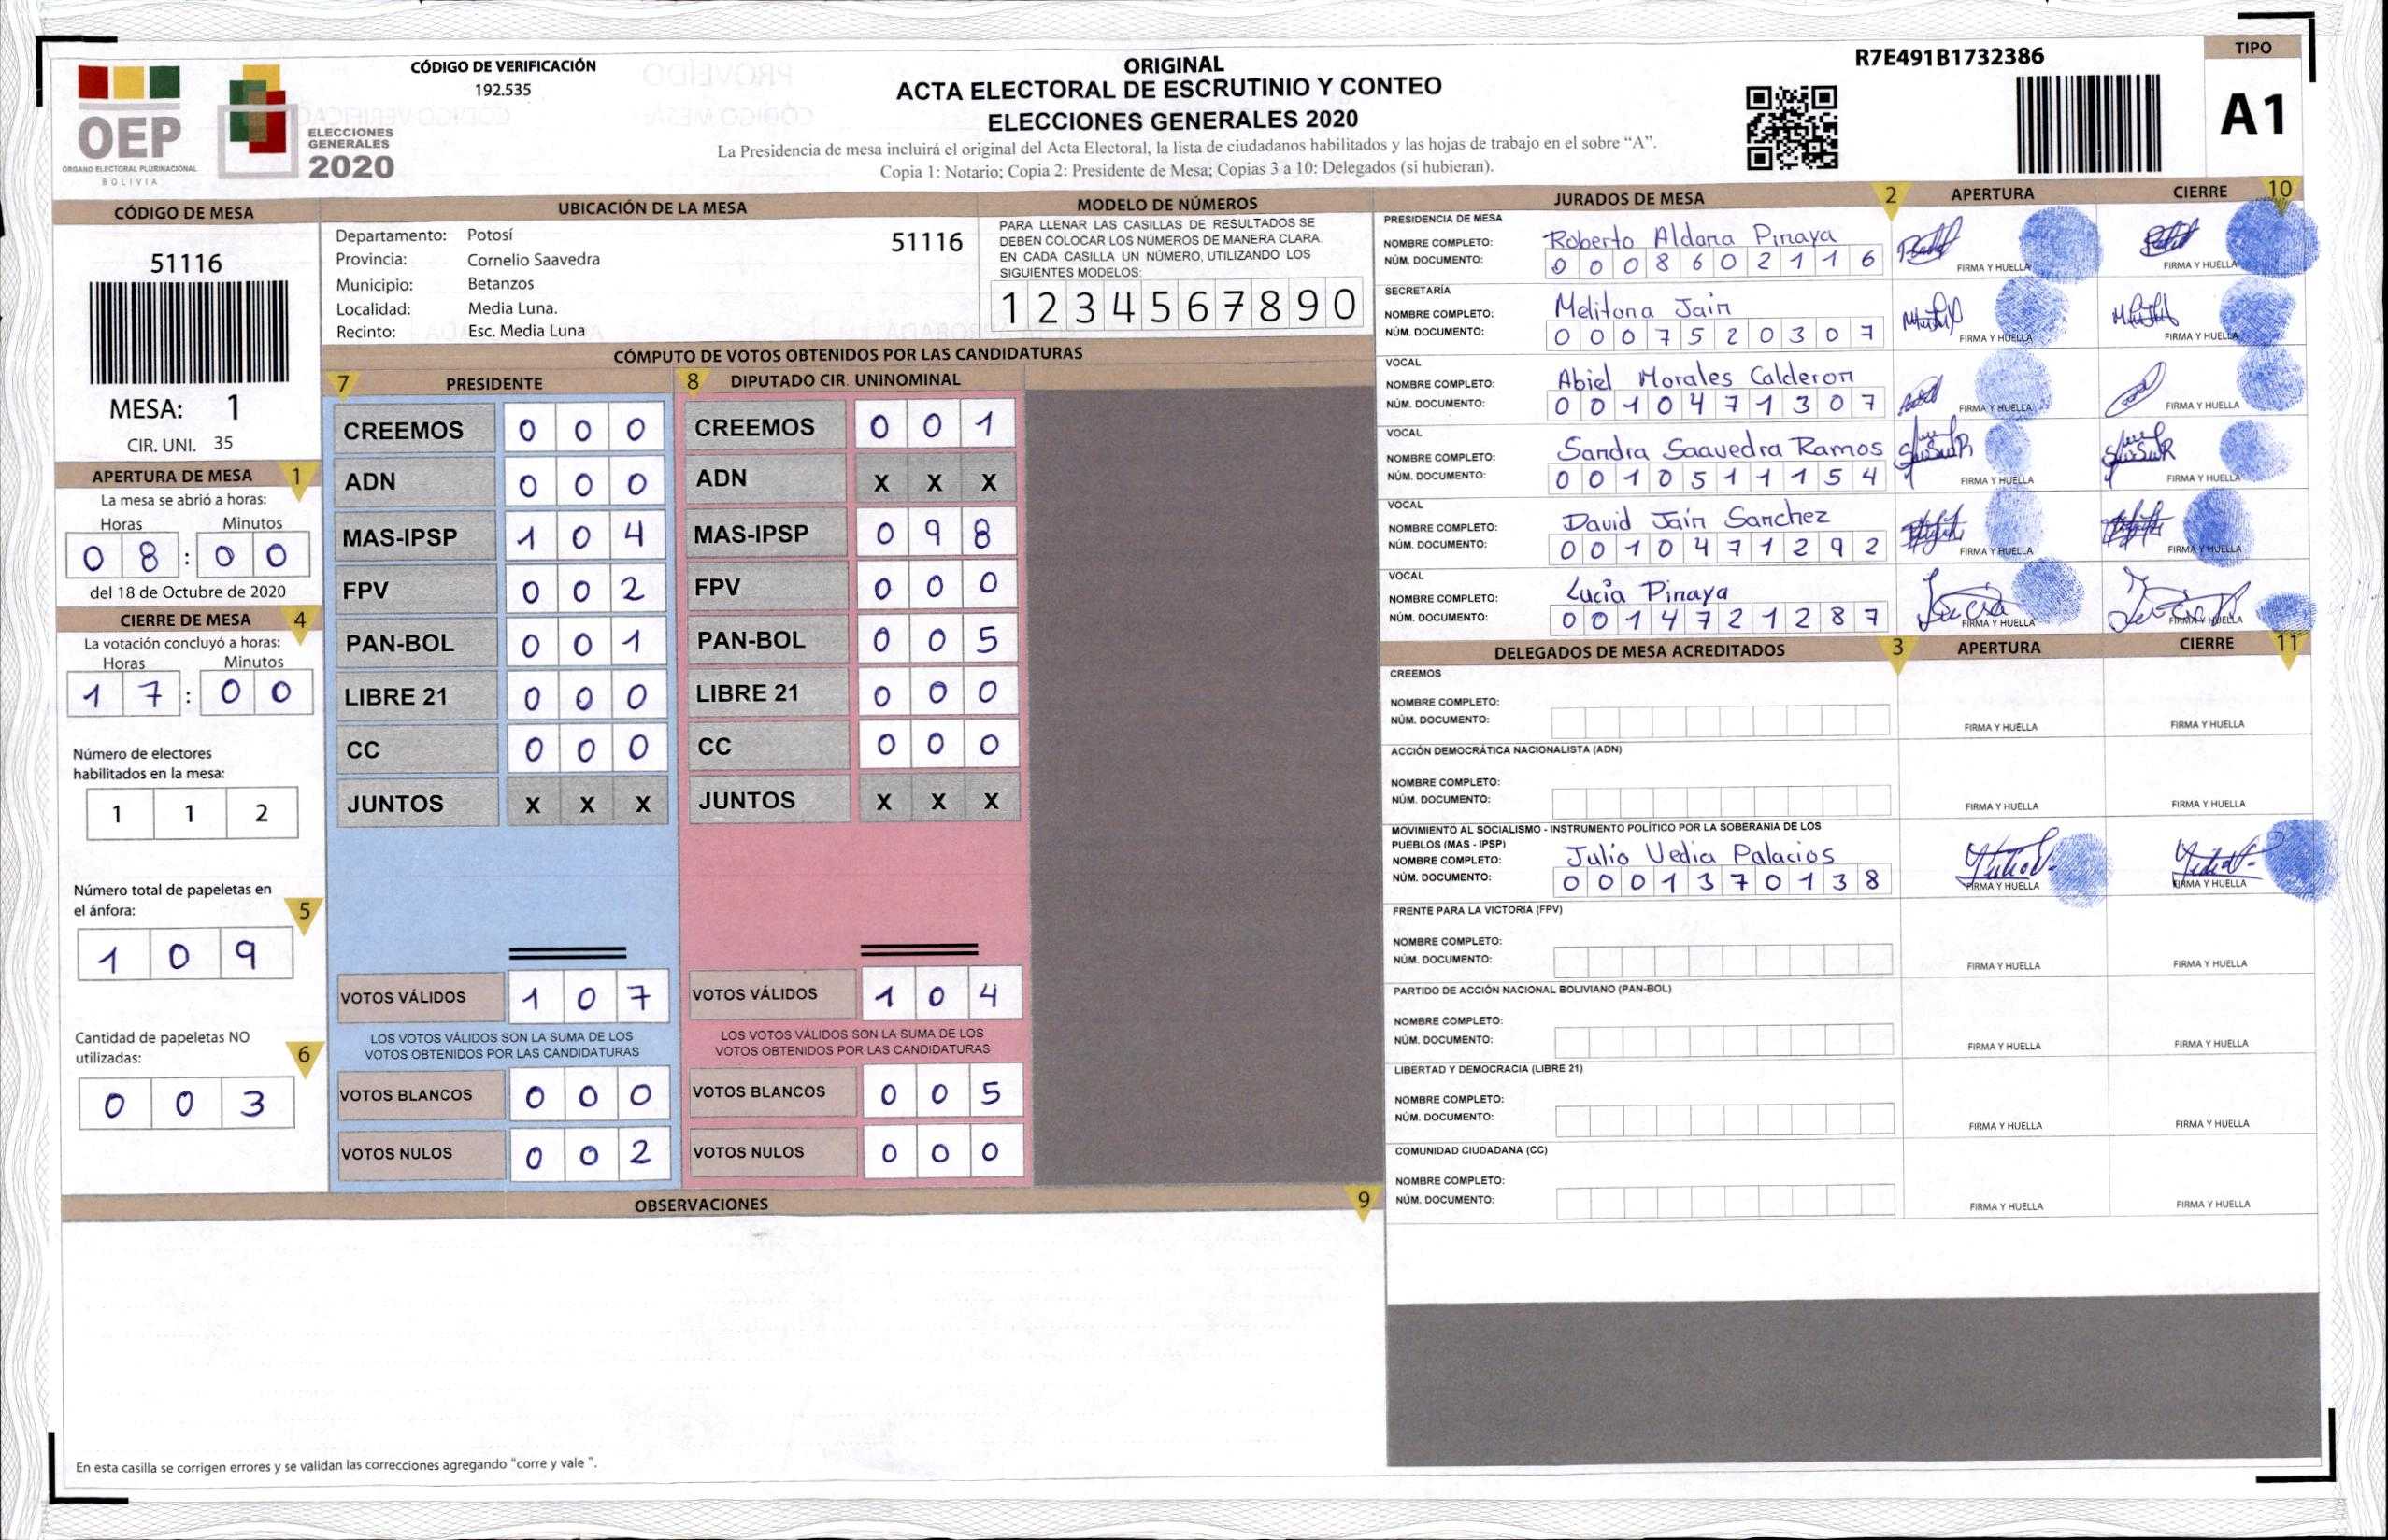 CÓDIGO DE VERIFICACIÓN
192.535
ORIGINAL
ACTA ELECTORAL DE ESCRUTINIO Y CONTEO
ELECCIONES GENERALES 2020
La Presidencia de mesa incluirá el original del Acta Electoral, la lista de ciudadanos habilitados y las hojas de trabajo en el sobre “A”.
Copia 1: Notario; Copia 2: Presidente de Mesa; Copias 3 a 10: Delegados (si hubieran).
R7E491B1732386
TIPO
A1
OEP
ÓRGANO ELECTORAL PLURINACIONAL
BOLIVIA
ELECCIONES
GENERALES
2020
CÓDIGO DE MESA
51116
MESA: 1
CIR. UNI. 35
APERTURA DE MESA 1
La mesa se abrió a horas:
Horas Minutos
0 8 : 0 0
del 18 de Octubre de 2020
CIERRE DE MESA 4
La votación concluyó a horas:
Horas Minutos
1 7 : 0 0
Número de electores
habilitados en la mesa:
1 1 2
Número total de papeletas en
el ánfora: 5
1 0 9
Cantidad de papeletas NO
utilizadas: 6
0 0 3
UBICACIÓN DE LA MESA
Departamento: Potosí 51116
Provincia: Cornelio Saavedra
Municipio: Betanzos
Localidad: Media Luna.
Recinto: Esc. Media Luna
MODELO DE NÚMEROS
PARA LLENAR LAS CASILLAS DE RESULTADOS SE
DEBEN COLOCAR LOS NÚMEROS DE MANERA CLARA.
EN CADA CASILLA UN NÚMERO, UTILIZANDO LOS
SIGUIENTES MODELOS:
1 2 3 4 5 6 7 8 9 0
CÓMPUTO DE VOTOS OBTENIDOS POR LAS CANDIDATURAS
7 PRESIDENTE
CREEMOS 0 0 0
ADN 0 0 0
MAS-IPSP 1 0 4
FPV 0 0 2
PAN-BOL 0 0 1
LIBRE 21 0 0 0
CC 0 0 0
JUNTOS X X X
VOTOS VÁLIDOS 1 0 7
LOS VOTOS VÁLIDOS SON LA SUMA DE LOS
VOTOS OBTENIDOS POR LAS CANDIDATURAS
VOTOS BLANCOS 0 0 0
VOTOS NULOS 0 0 2
8 DIPUTADO CIR. UNINOMINAL
CREEMOS 0 0 1
ADN X X X
MAS-IPSP 0 9 8
FPV 0 0 0
PAN-BOL 0 0 5
LIBRE 21 0 0 0
CC 0 0 0
JUNTOS X X X
VOTOS VÁLIDOS 1 0 4
LOS VOTOS VÁLIDOS SON LA SUMA DE LOS
VOTOS OBTENIDOS POR LAS CANDIDATURAS
VOTOS BLANCOS 0 0 5
VOTOS NULOS 0 0 0
OBSERVACIONES 9
En esta casilla se corrigen errores y se validan las correcciones agregando "corre y vale ".
JURADOS DE MESA 2 APERTURA CIERRE 10
PRESIDENCIA DE MESA
NOMBRE COMPLETO: Roberto Aldana Pinaya
NÚM. DOCUMENTO: 0 0 0 8 6 0 2 1 1 6 FIRMA Y HUELLA FIRMA Y HUELLA
SECRETARÍA
NOMBRE COMPLETO: Melitona Jain
NÚM. DOCUMENTO: 0 0 0 7 5 2 0 3 0 7 FIRMA Y HUELLA FIRMA Y HUELLA
VOCAL
NOMBRE COMPLETO: Abiel Morales Calderon
NÚM. DOCUMENTO: 0 0 1 0 4 7 1 3 0 7 FIRMA Y HUELLA FIRMA Y HUELLA
VOCAL
NOMBRE COMPLETO: Sandra Saavedra Ramos
NÚM. DOCUMENTO: 0 0 1 0 5 1 1 1 5 4 FIRMA Y HUELLA FIRMA Y HUELLA
VOCAL
NOMBRE COMPLETO: David Jain Sanchez
NÚM. DOCUMENTO: 0 0 1 0 4 7 1 2 9 2 FIRMA Y HUELLA FIRMA Y HUELLA
VOCAL
NOMBRE COMPLETO: Lucia Pinaya
NÚM. DOCUMENTO: 0 0 1 4 7 2 1 2 8 7 FIRMA Y HUELLA FIRMA Y HUELLA
DELEGADOS DE MESA ACREDITADOS 3 APERTURA CIERRE 11
CREEMOS
NOMBRE COMPLETO:
NÚM. DOCUMENTO: FIRMA Y HUELLA FIRMA Y HUELLA
ACCIÓN DEMOCRÁTICA NACIONALISTA (ADN)
NOMBRE COMPLETO:
NÚM. DOCUMENTO: FIRMA Y HUELLA FIRMA Y HUELLA
MOVIMIENTO AL SOCIALISMO - INSTRUMENTO POLÍTICO POR LA SOBERANIA DE LOS
PUEBLOS (MAS - IPSP)
NOMBRE COMPLETO: Julio Vedia Palacios
NÚM. DOCUMENTO: 0 0 0 1 3 7 0 1 3 8 FIRMA Y HUELLA FIRMA Y HUELLA
FRENTE PARA LA VICTORIA (FPV)
NOMBRE COMPLETO:
NÚM. DOCUMENTO: FIRMA Y HUELLA FIRMA Y HUELLA
PARTIDO DE ACCIÓN NACIONAL BOLIVIANO (PAN-BOL)
NOMBRE COMPLETO:
NÚM. DOCUMENTO: FIRMA Y HUELLA FIRMA Y HUELLA
LIBERTAD Y DEMOCRACIA (LIBRE 21)
NOMBRE COMPLETO:
NÚM. DOCUMENTO: FIRMA Y HUELLA FIRMA Y HUELLA
COMUNIDAD CIUDADANA (CC)
NOMBRE COMPLETO:
NÚM. DOCUMENTO: FIRMA Y HUELLA FIRMA Y HUELLA